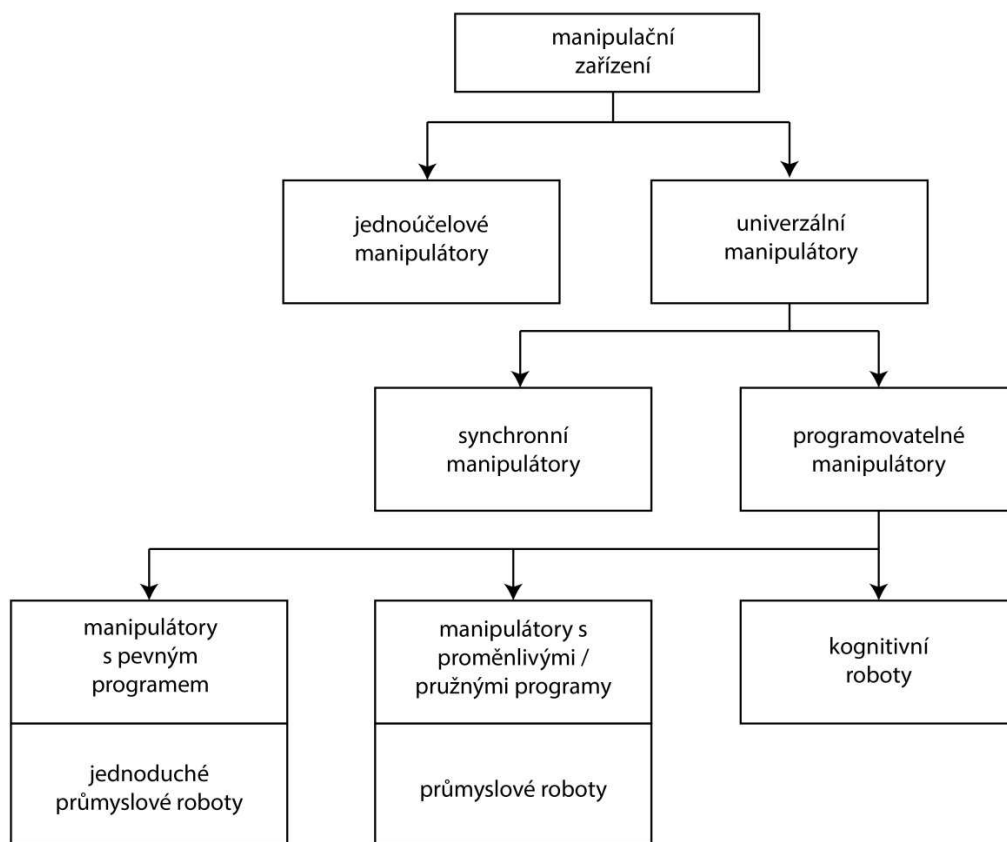 manipulační
zařízení
jednoúčelové
manipulátory
univerzální
manipulátory
synchronní
manipulátory
programovatelné
manipulátory
manipulátory
s pevným
programem
jednoduché
průmyslové roboty
manipulátory s
proměnlivými /
pružnými programy
průmyslové roboty
kognitivní
roboty